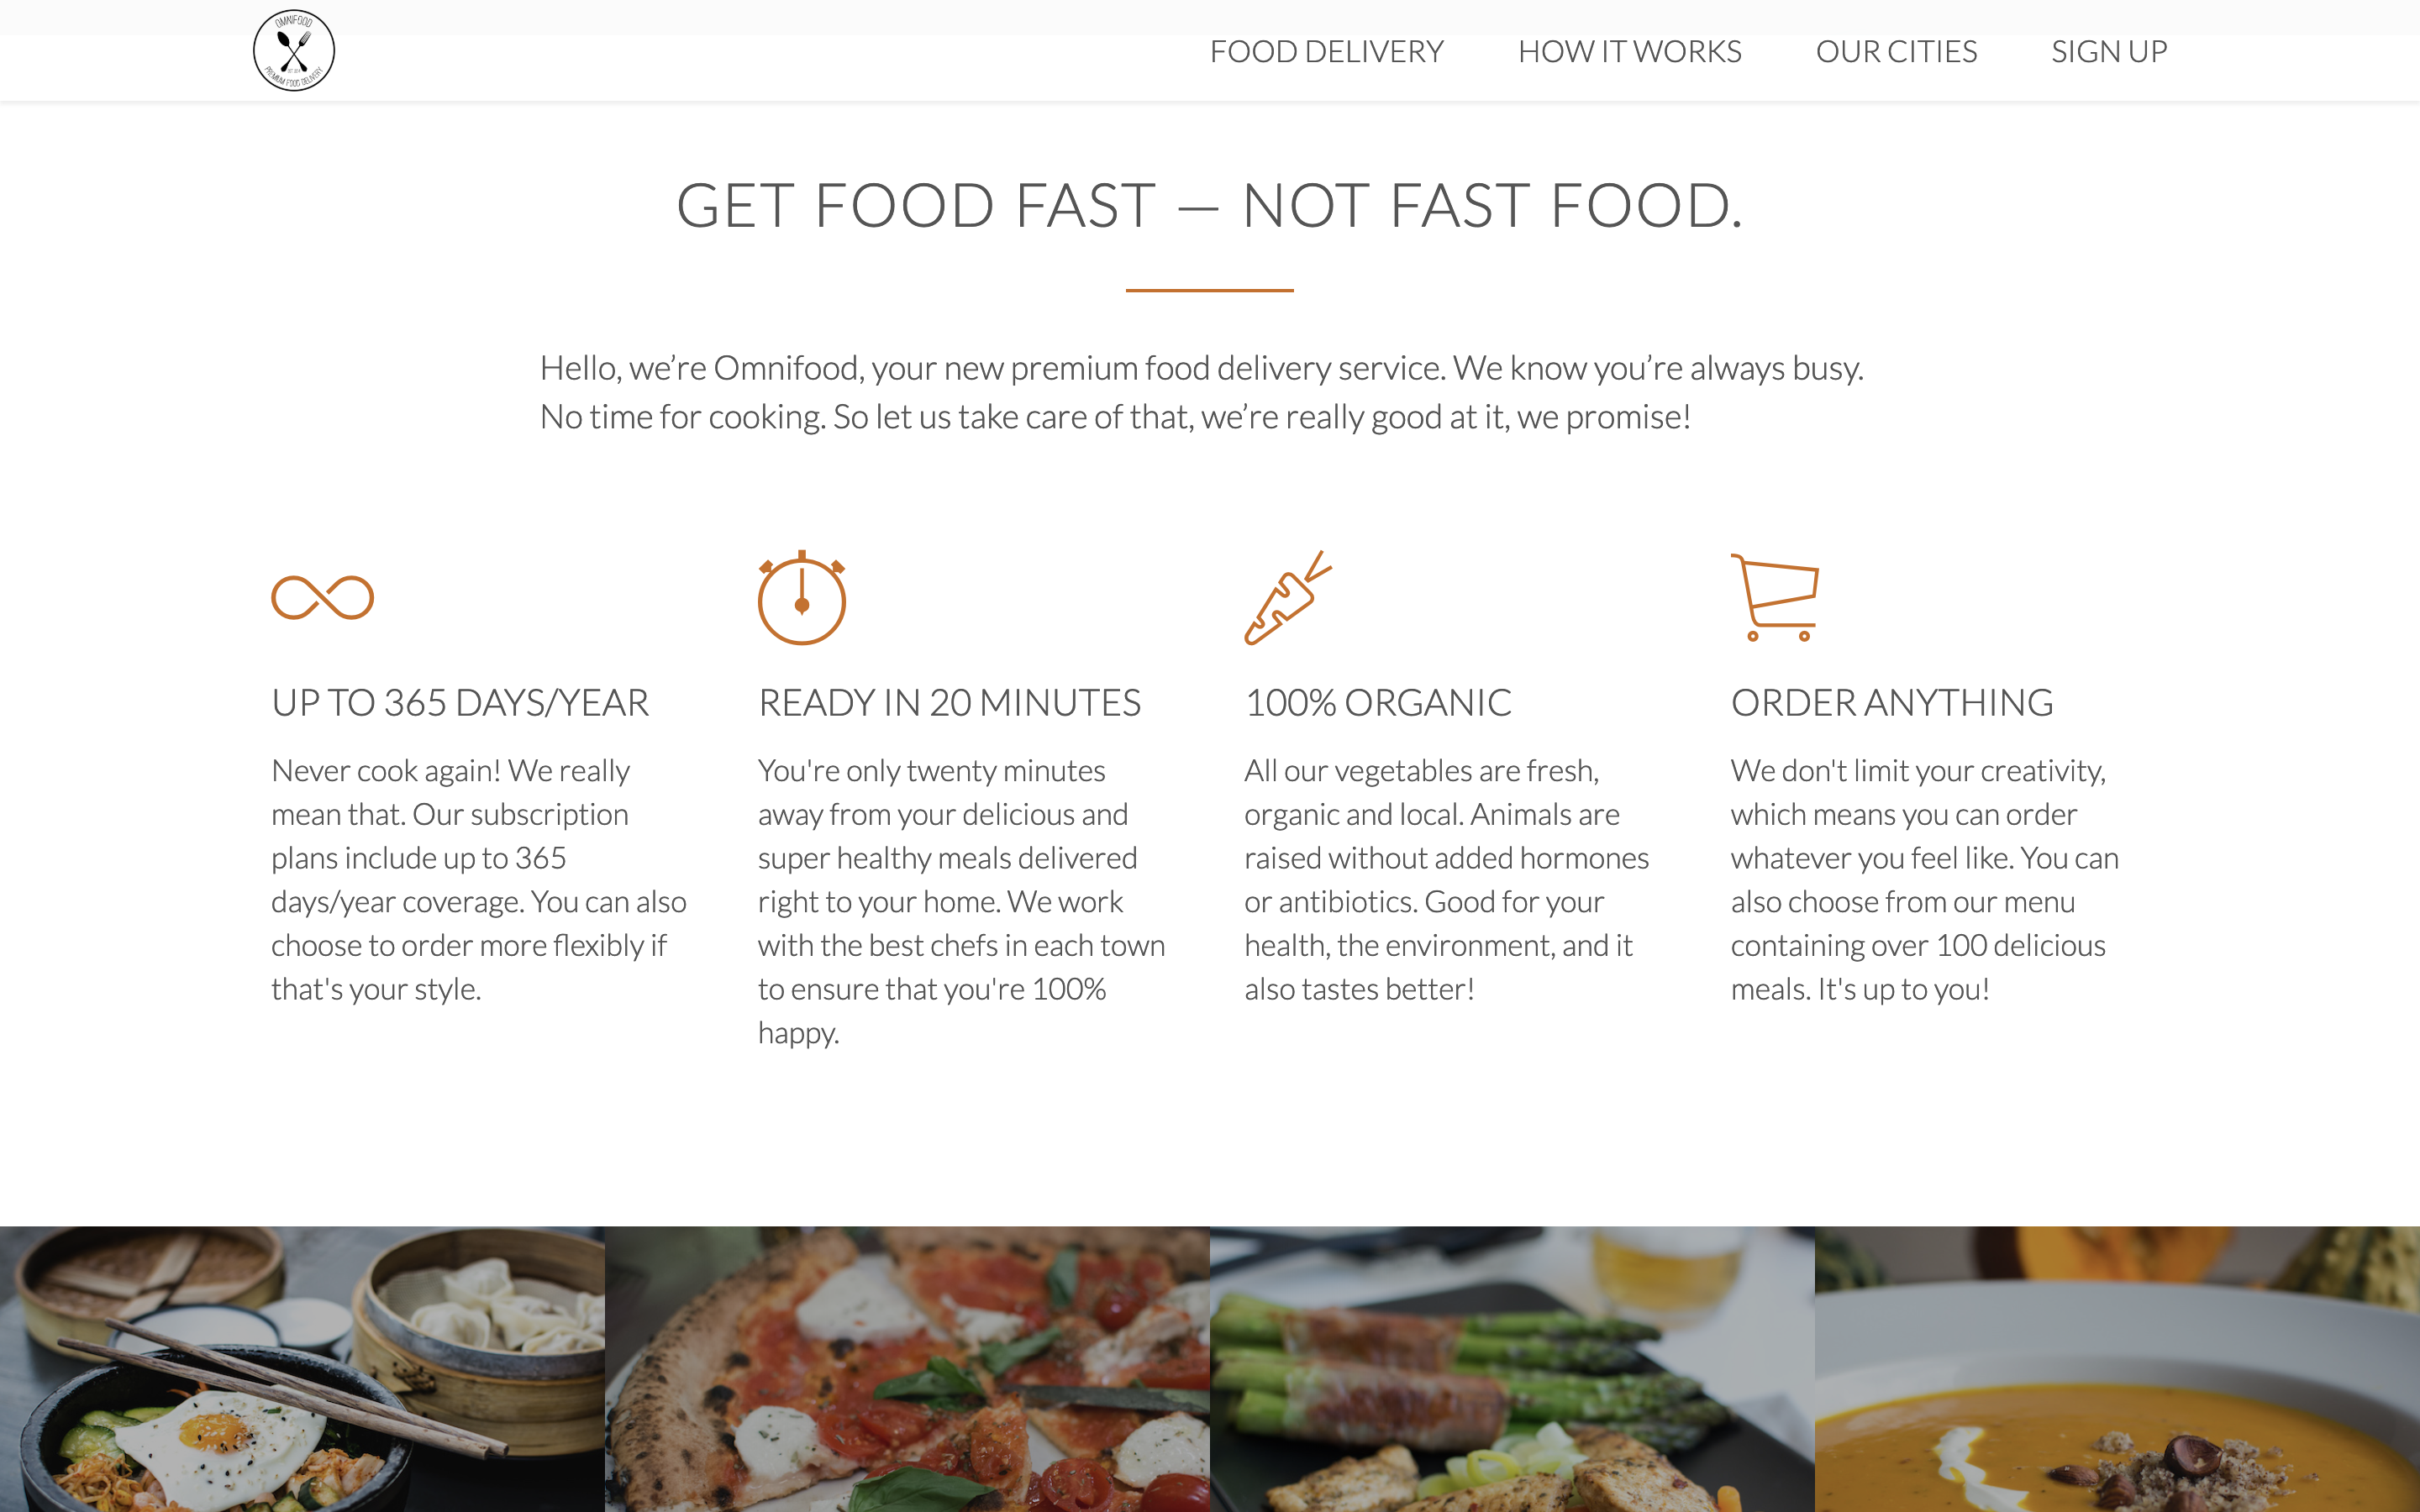 OMNIFOOD
PREMIUM FOOD DELIVERY
FOOD DELIVERY
HOW IT WORKS
OUR CITIES
SIGN UP
GET FOOD FAST — NOT FAST FOOD.
Hello, we’re Omnifood, your new premium food delivery service. We know you’re always busy.
No time for cooking. So let us take care of that, we’re really good at it, we promise!
UP TO 365 DAYS/YEAR
Never cook again! We really
mean that. Our subscription
plans include up to 365
days/year coverage. You can also
choose to order more flexibly if
that's your style.
READY IN 20 MINUTES
You're only twenty minutes
away from your delicious and
super healthy meals delivered
right to your home. We work
with the best chefs in each town
to ensure that you're 100%
happy.
100% ORGANIC
All our vegetables are fresh,
organic and local. Animals are
raised without added hormones
or antibiotics. Good for your
health, the environment, and it
also tastes better!
ORDER ANYTHING
We don't limit your creativity,
which means you can order
whatever you feel like. You can
also choose from our menu
containing over 100 delicious
meals. It's up to you!